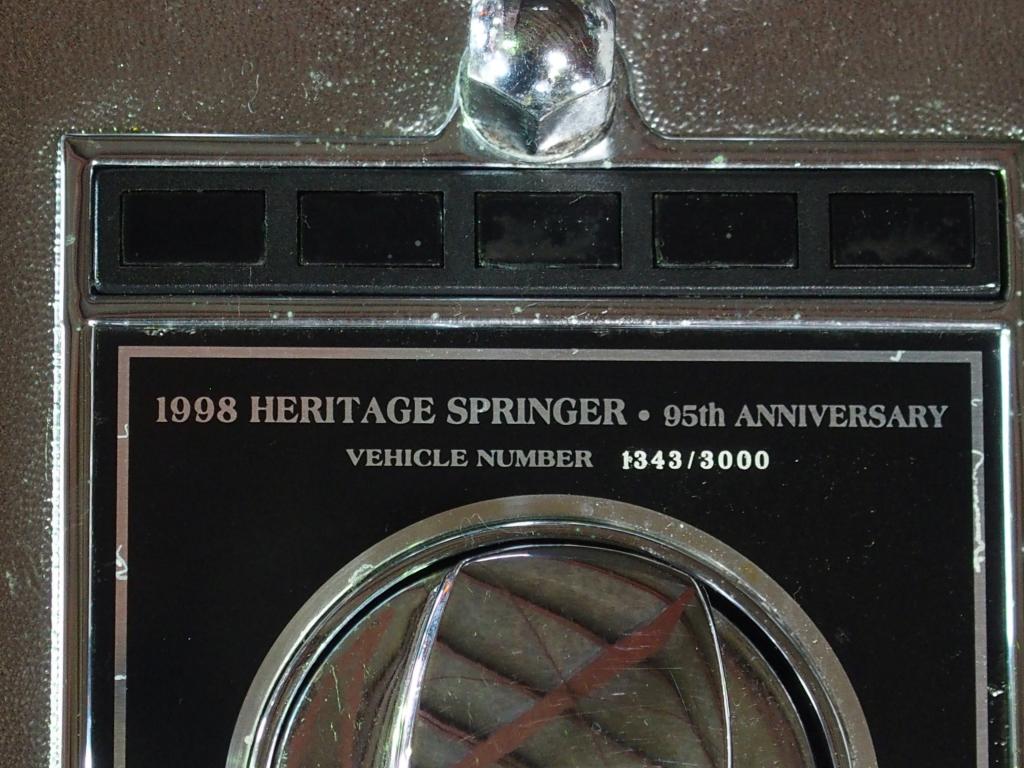 1998 HERITAGE SPRINGER • 95th ANNIVERSARY
VEHICLE NUMBER 1343/3000